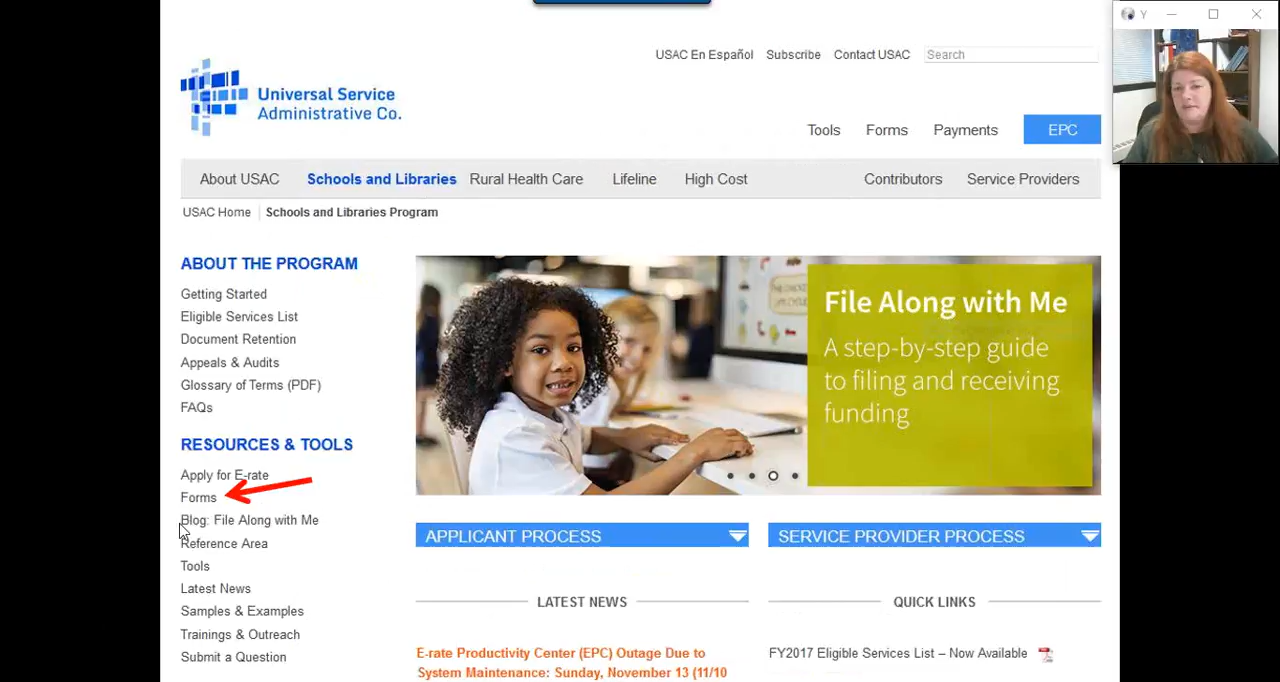 Y
USAC En Español Subscribe Contact USAC Search
Universal Service
Administrative Co.
Tools Forms Payments EPC
About USAC Schools and Libraries Rural Health Care Lifeline High Cost Contributors Service Providers
USAC Home Schools and Libraries Program
ABOUT THE PROGRAM
Getting Started
Eligible Services List
Document Retention
Appeals & Audits
Glossary of Terms (PDF)
FAQs
RESOURCES & TOOLS
Apply for E-rate
Forms
Blog: File Along with Me
Reference Area
Tools
Latest News
Samples & Examples
Trainings & Outreach
Submit a Question
File Along with Me
A step-by-step guide
to filing and receiving
funding
APPLICANT PROCESS
SERVICE PROVIDER PROCESS
LATEST NEWS
E-rate Productivity Center (EPC) Outage Due to
System Maintenance: Sunday, November 13 (11/10
QUICK LINKS
FY2017 Eligible Services List – Now Available